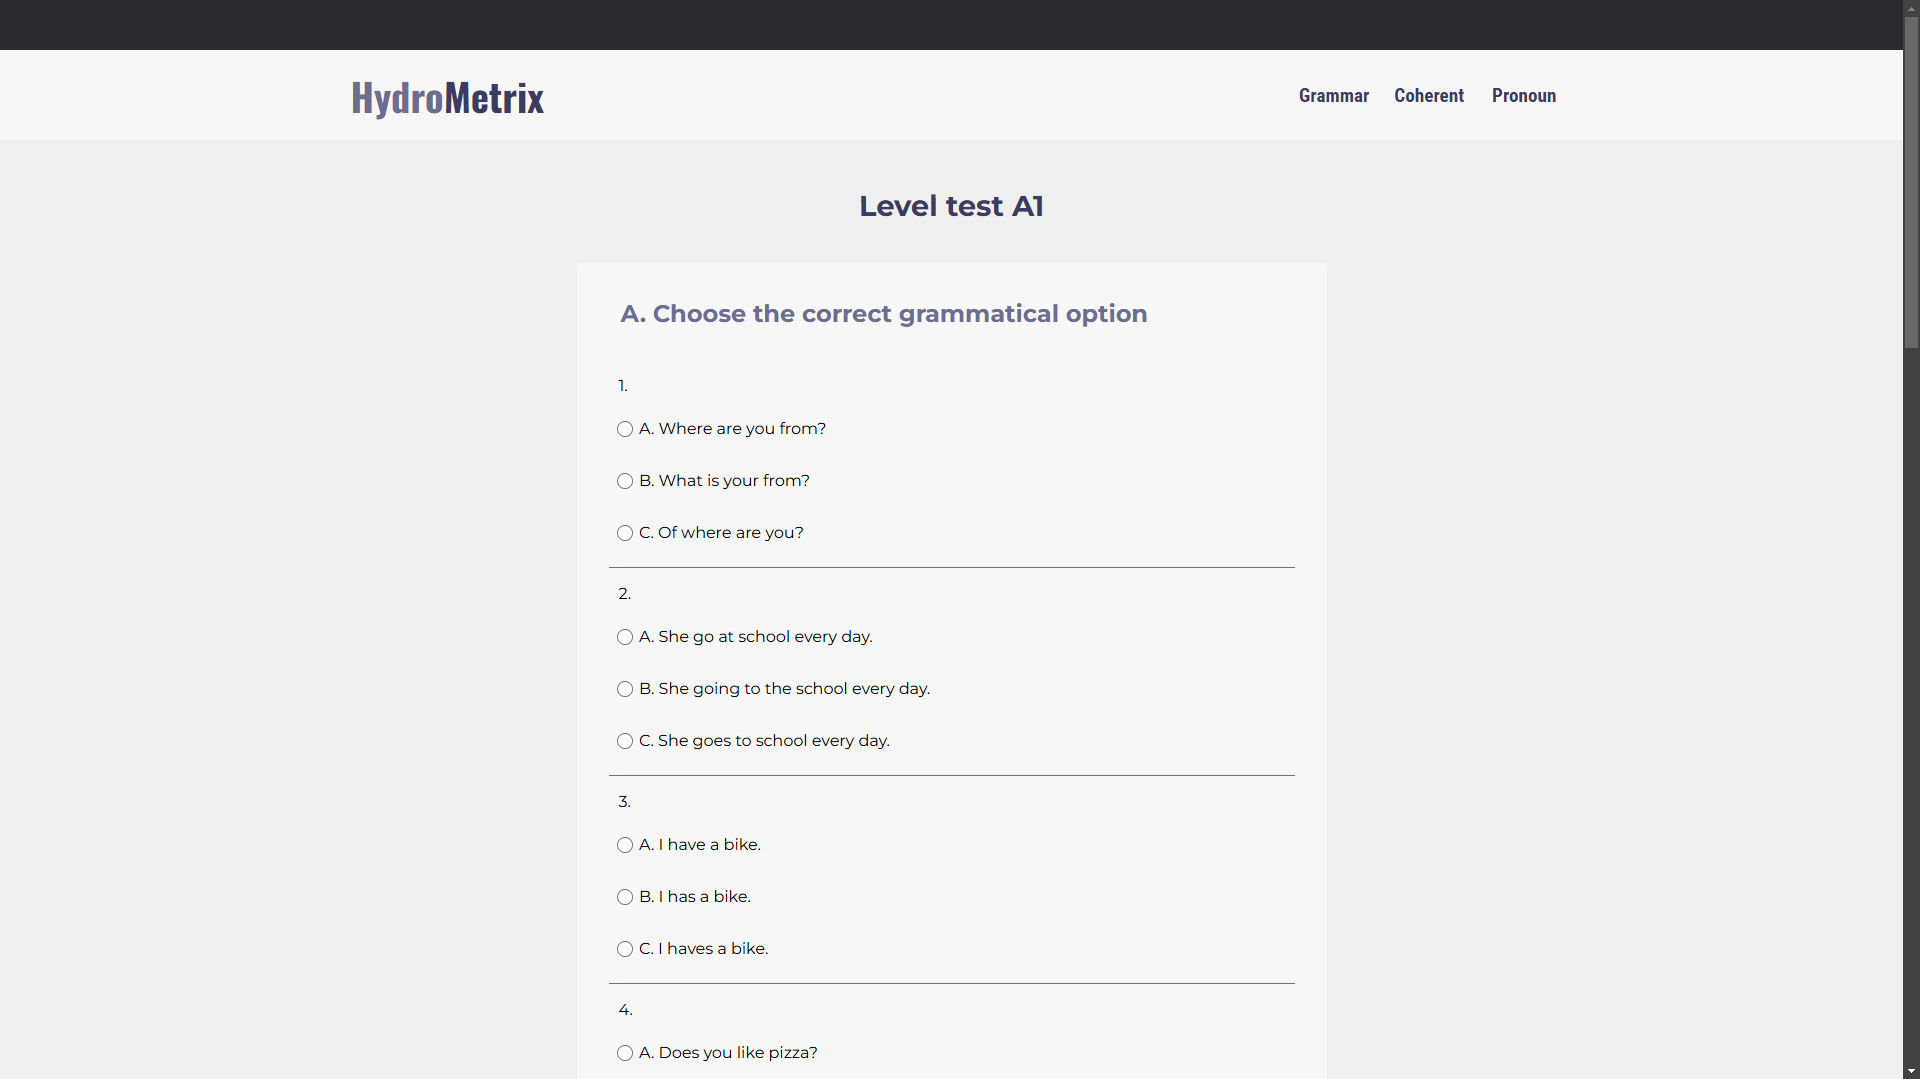 HydroMetrix
Grammar Coherent Pronoun
Level test A1
A. Choose the correct grammatical option
1.
A. Where are you from?
B. What is your from?
C. Of where are you?
2.
A. She go at school every day.
B. She going to the school every day.
C. She goes to school every day.
3.
A. I have a bike.
B. I has a bike.
C. I haves a bike.
4.
A. Does you like pizza?